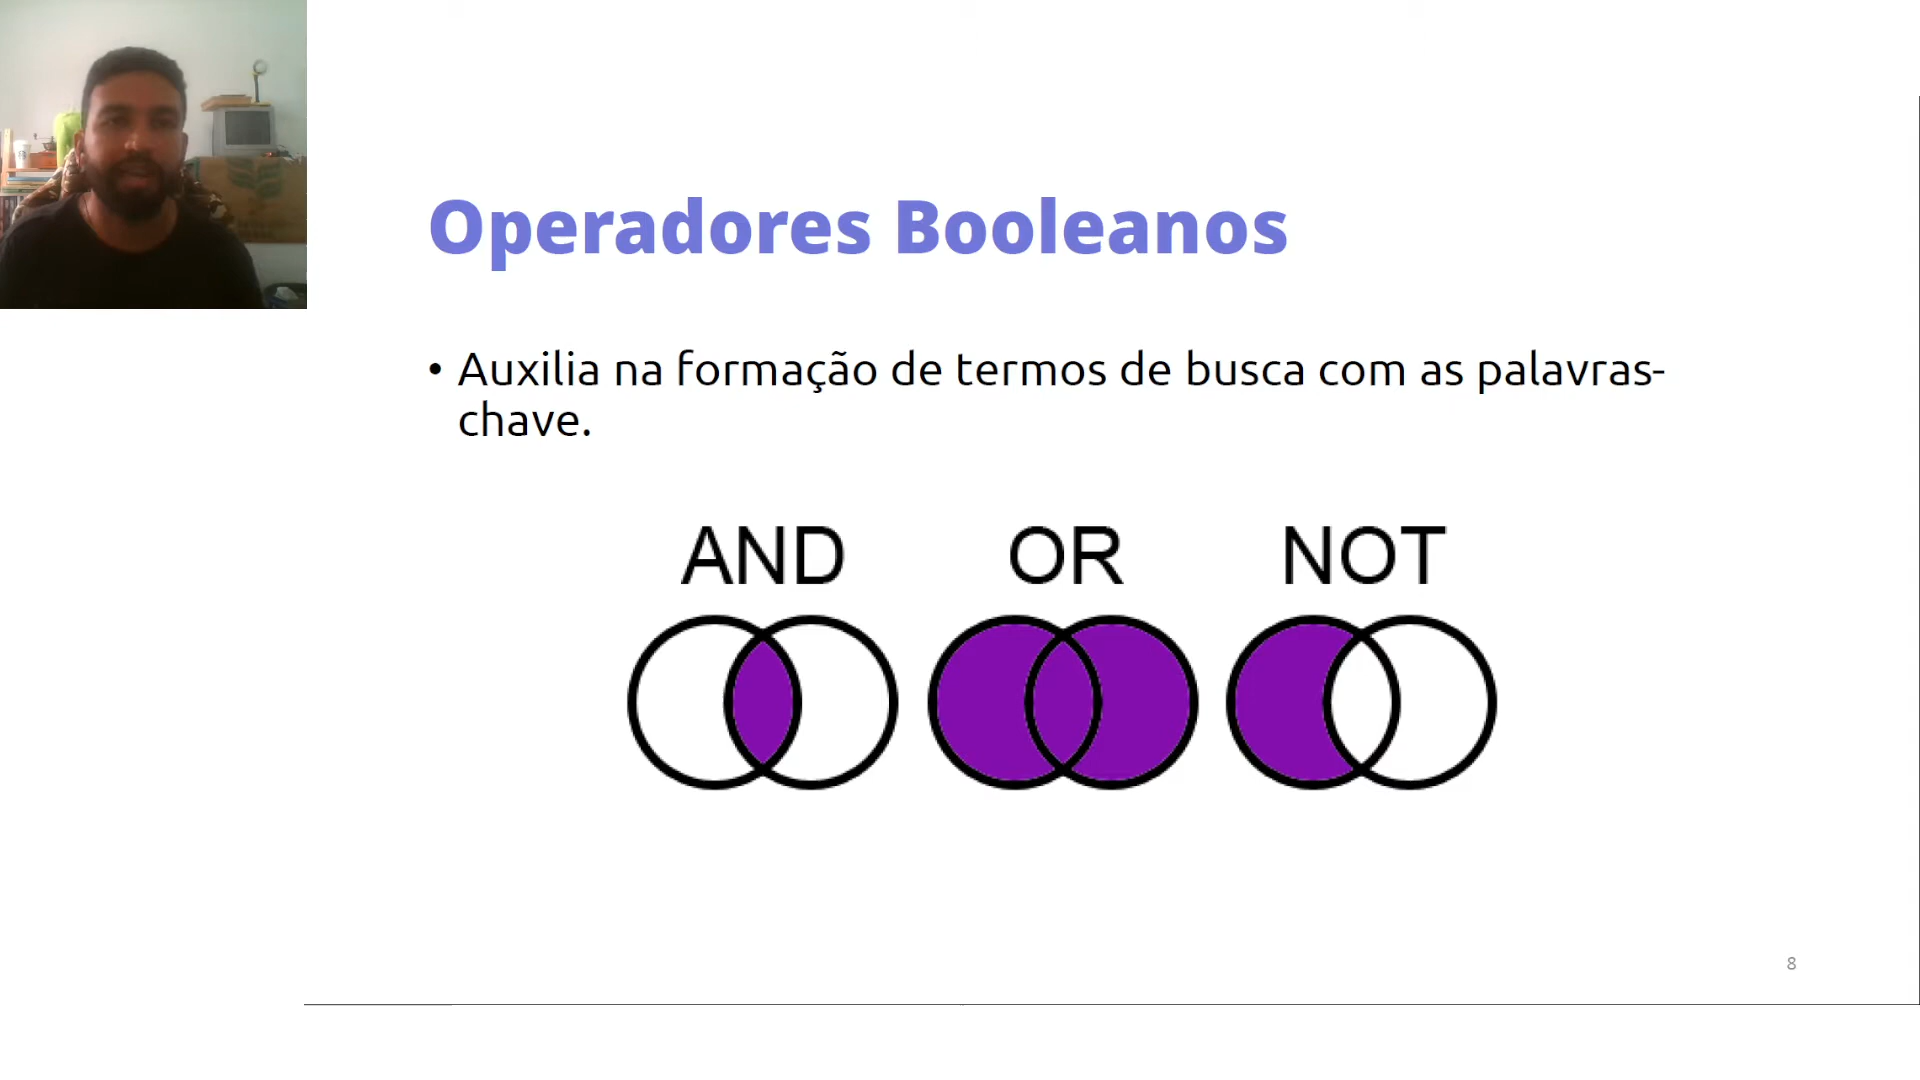 Operadores Booleanos
• Auxilia na formação de termos de busca com as palavras-
chave.
AND OR NOT
8